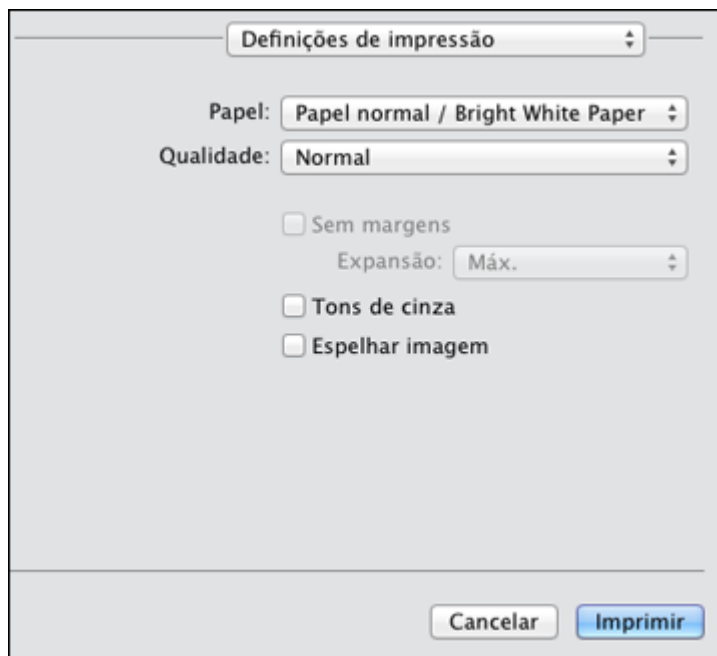 Definições de impressão
Papel: Papel normal / Bright White Paper
Qualidade: Normal
Sem margens
Expansão: Máx.
Tons de cinza
Espelhar imagem
Cancelar Imprimir